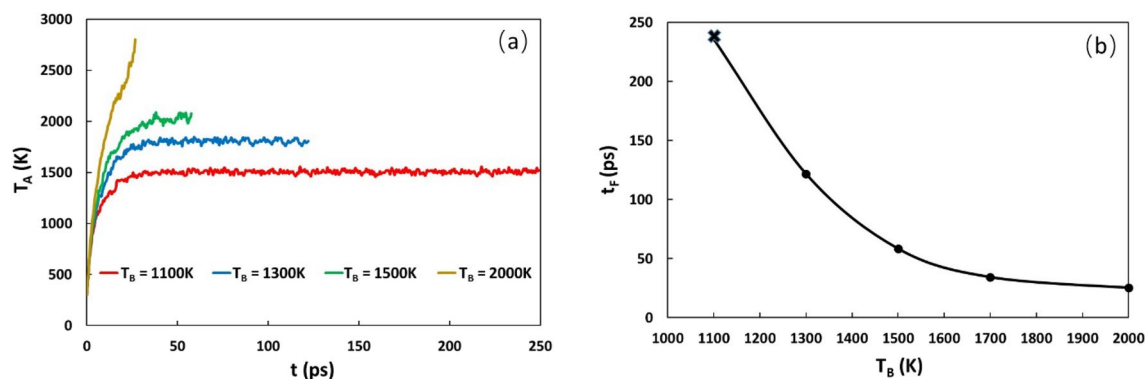 (a)
3000
2500
2000
1500
1000
500
0
T_A (K)
T_B = 1100K T_B = 1300K T_B = 1500K T_B = 2000K
0 50 100 150 200 250
t (ps)
(b)
250
200
150
100
50
0
t_F (ps)
1000 1100 1200 1300 1400 1500 1600 1700 1800 1900 2000
T_B (K)